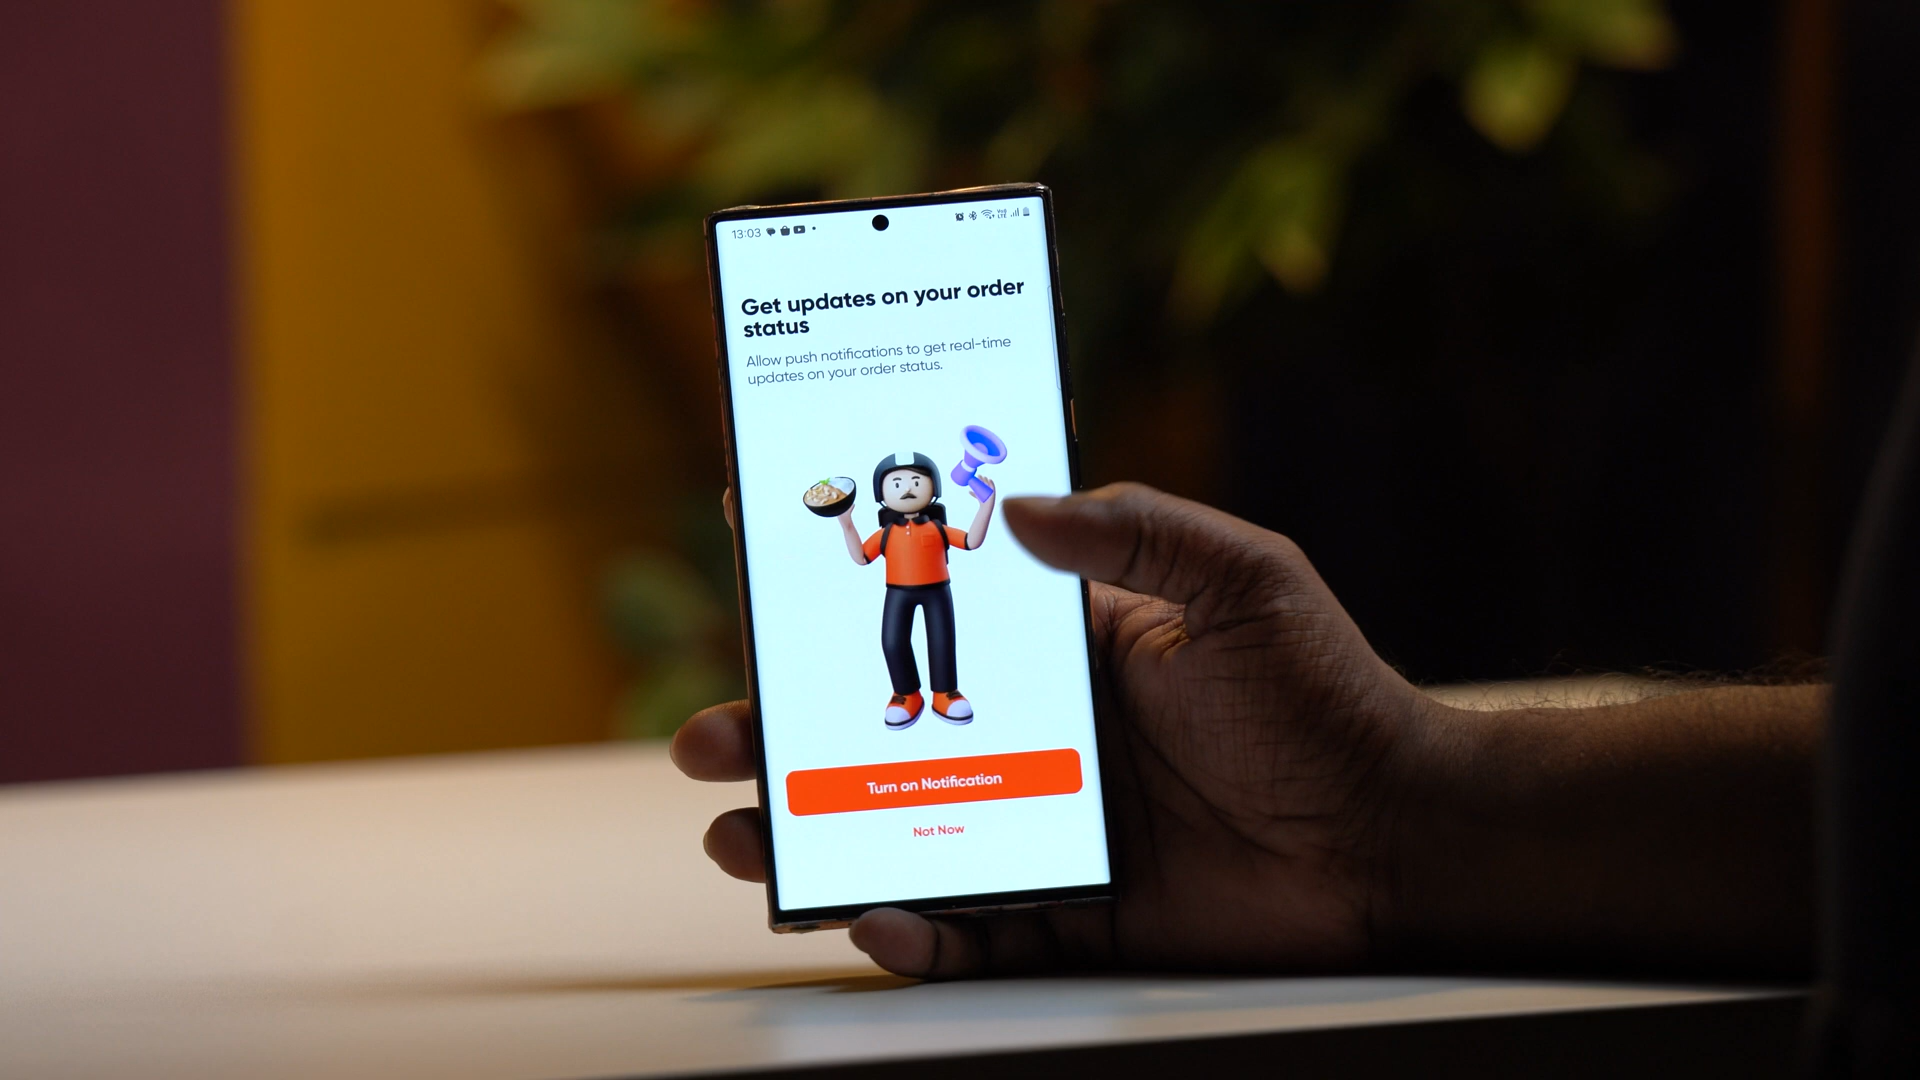 13:03
Get updates on your order
status
Allow push notifications to get real-time
updates on your order status.
Turn on Notification
Not Now